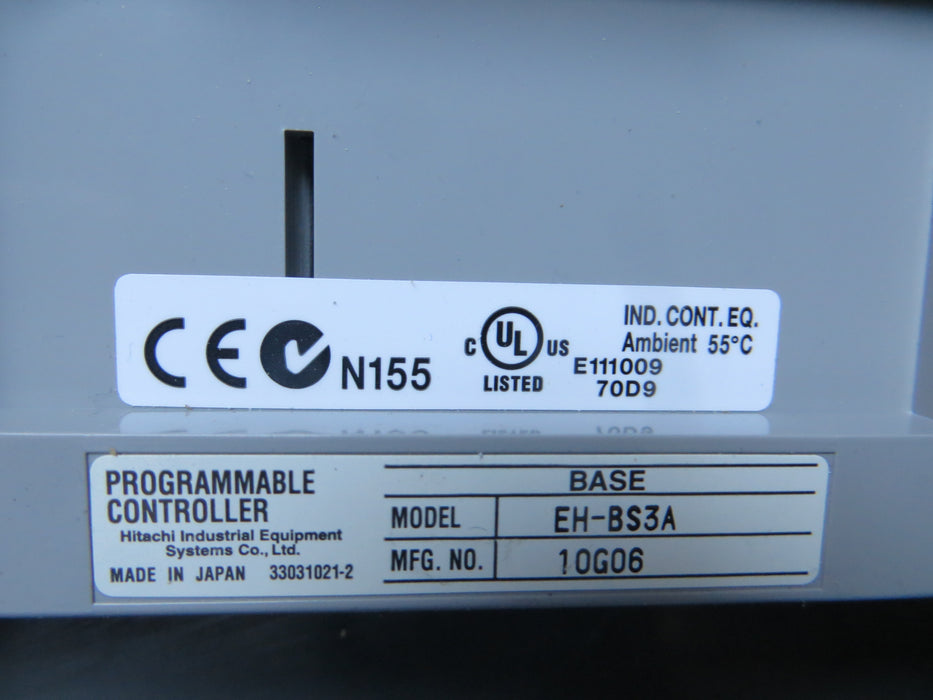 CE N155
C UL US
LISTED
IND. CONT. EQ.
Ambient 55°C
E111009
70D9
PROGRAMMABLE
CONTROLLER
Hitachi Industrial Equipment
Systems Co., Ltd.
MADE IN JAPAN 33031021-2
BASE
MODEL EH-BS3A
MFG. NO. 10G06